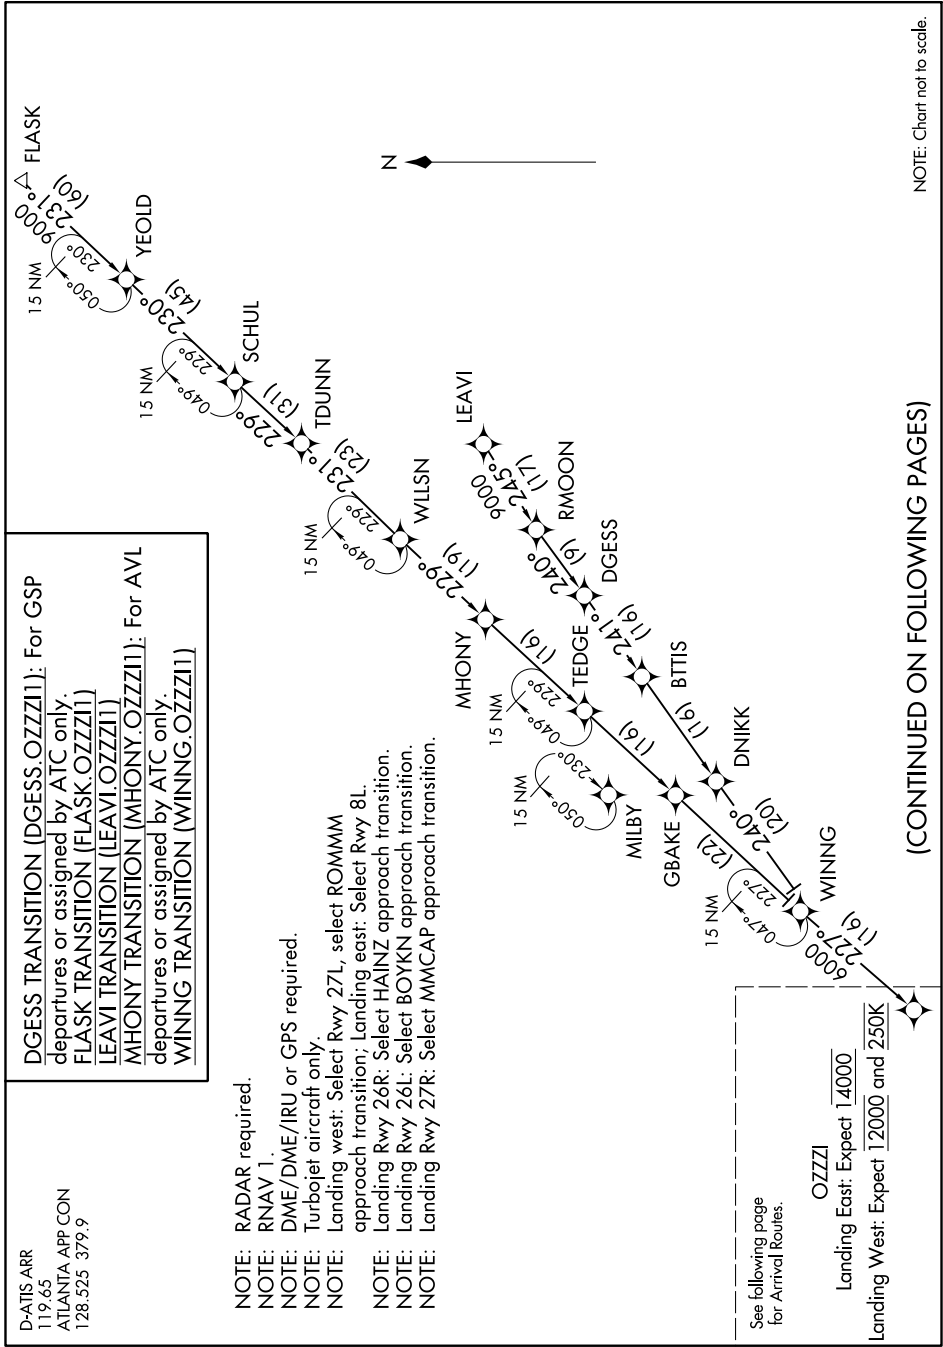 D-ATIS ARR
119.65
ATLANTA APP CON
128.525 379.9
DGESS TRANSITION (DGESS.OZZZI1): For GSP
departures or assigned by ATC only.
FLASK TRANSITION (FLASK.OZZZI1)
LEAVI TRANSITION (LEAVI.OZZZI1)
MHONY TRANSITION (MHONY.OZZZI1): For AVL
departures or assigned by ATC only.
WINNG TRANSITION (WINNG.OZZZI1)
NOTE: RADAR required.
NOTE: RNAV 1.
NOTE: DME/DME/IRU or GPS required.
NOTE: Turbojet aircraft only.
NOTE: Landing west: Select Rwy 27L, select ROMMM
approach transition; Landing east: Select Rwy 8L.
NOTE: Landing Rwy 26R: Select HAINZ approach transition.
NOTE: Landing Rwy 26L: Select BOYKN approach transition.
NOTE: Landing Rwy 27R: Select MMCAP approach transition.
FLASK
9000
231°
(60)
15 NM
230°
050°
YEOLD
230°
(45)
15 NM
229°
049°
SCHUL
229°
(31)
TDUNN
231°
(23)
15 NM
229°
049°
WLLSN
229°
(19)
MHONY
(16)
15 NM
229°
049°
TEDGE
(16)
15 NM
230°
050°
MILBY
GBAKE
(22)
LEAVI
9000
245°
(17)
RMOON
240°
(9)
DGESS
241°
(16)
BTTIS
(16)
DNIKK
240°
(20)
15 NM
227°
047°
WINNG
6000
227°
(16)
N
See following page
for Arrival Routes.
OZZZI
Landing East: Expect 14000
Landing West: Expect 12000 and 250K
(CONTINUED ON FOLLOWING PAGES)
NOTE: Chart not to scale.